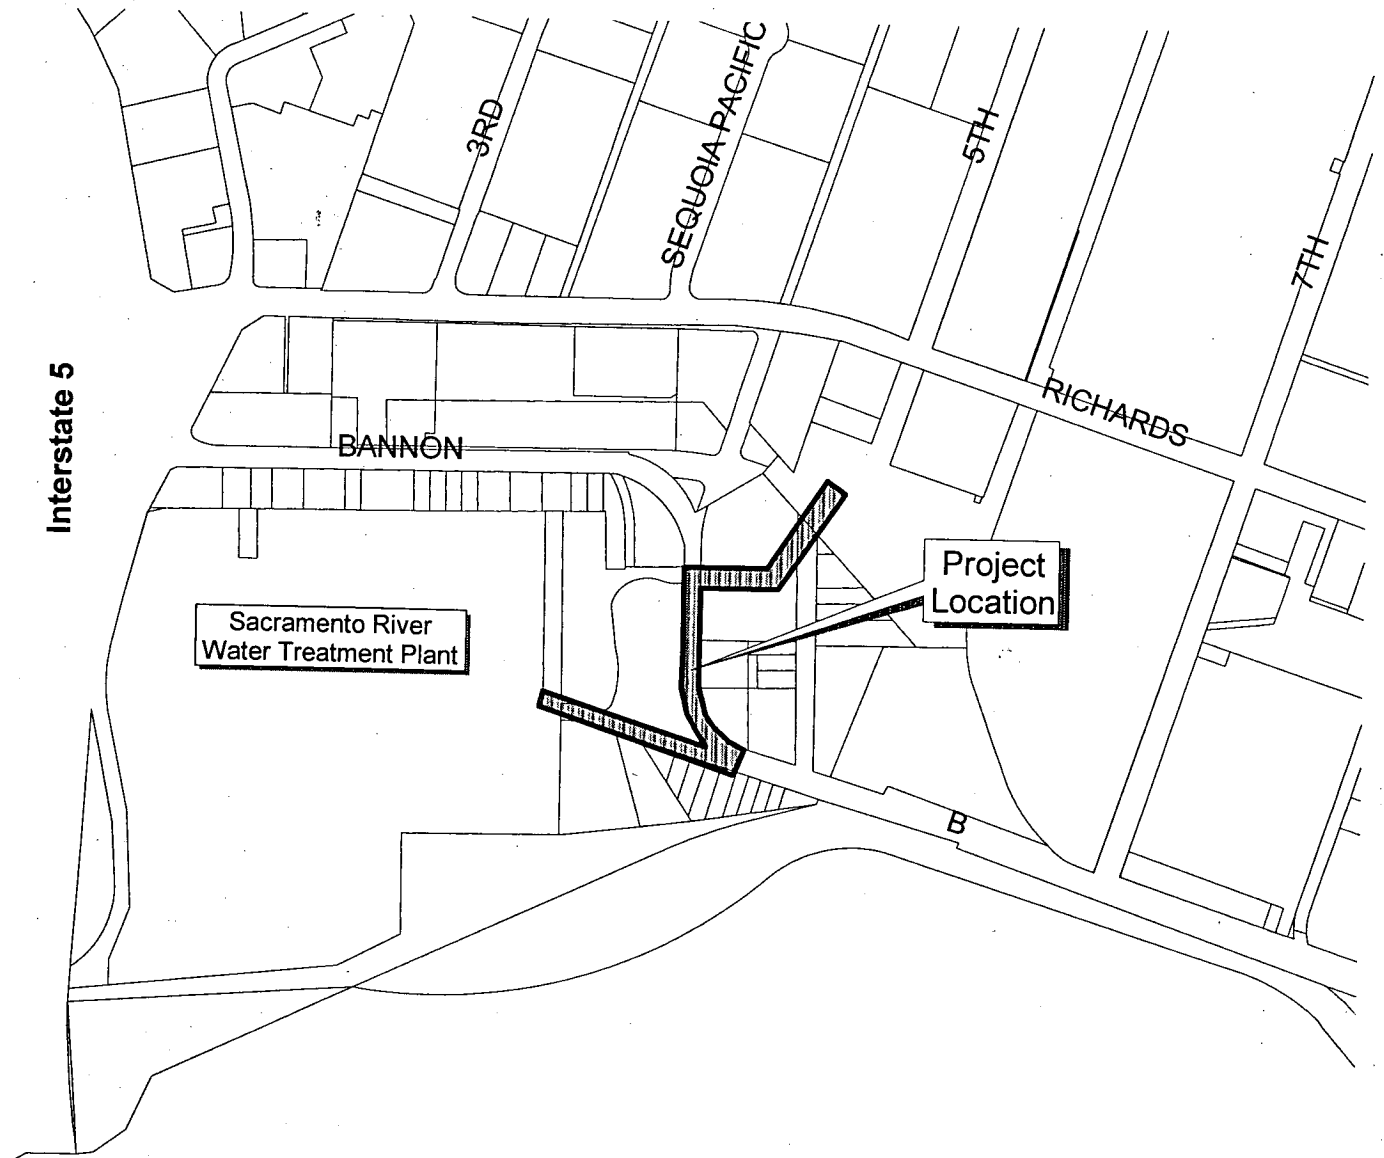 3RD
SEQUOIA PACIFIC
5TH
7TH
Interstate 5
RICHARDS
BANNON
Project
Location
Sacramento River
Water Treatment Plant
B